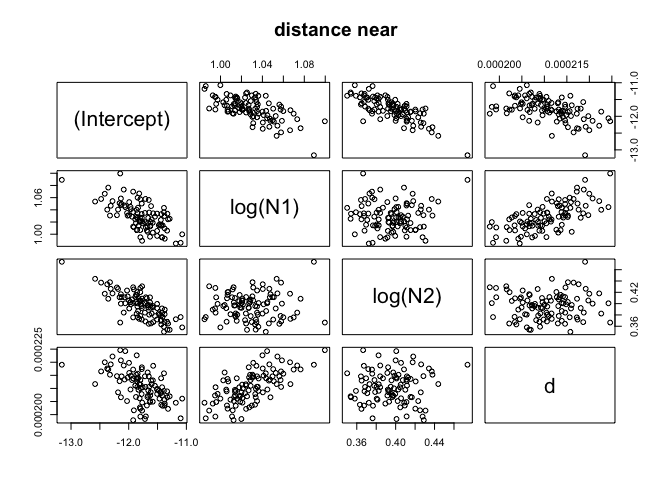 distance near
1.00 1.04 1.08
0.000200 0.000215
(Intercept)
-11.0
-12.0
-13.0
1.06
1.00
log(N1)
log(N2)
0.42
0.36
0.000225
0.000200
d
-13.0 -12.0 -11.0
0.36 0.40 0.44